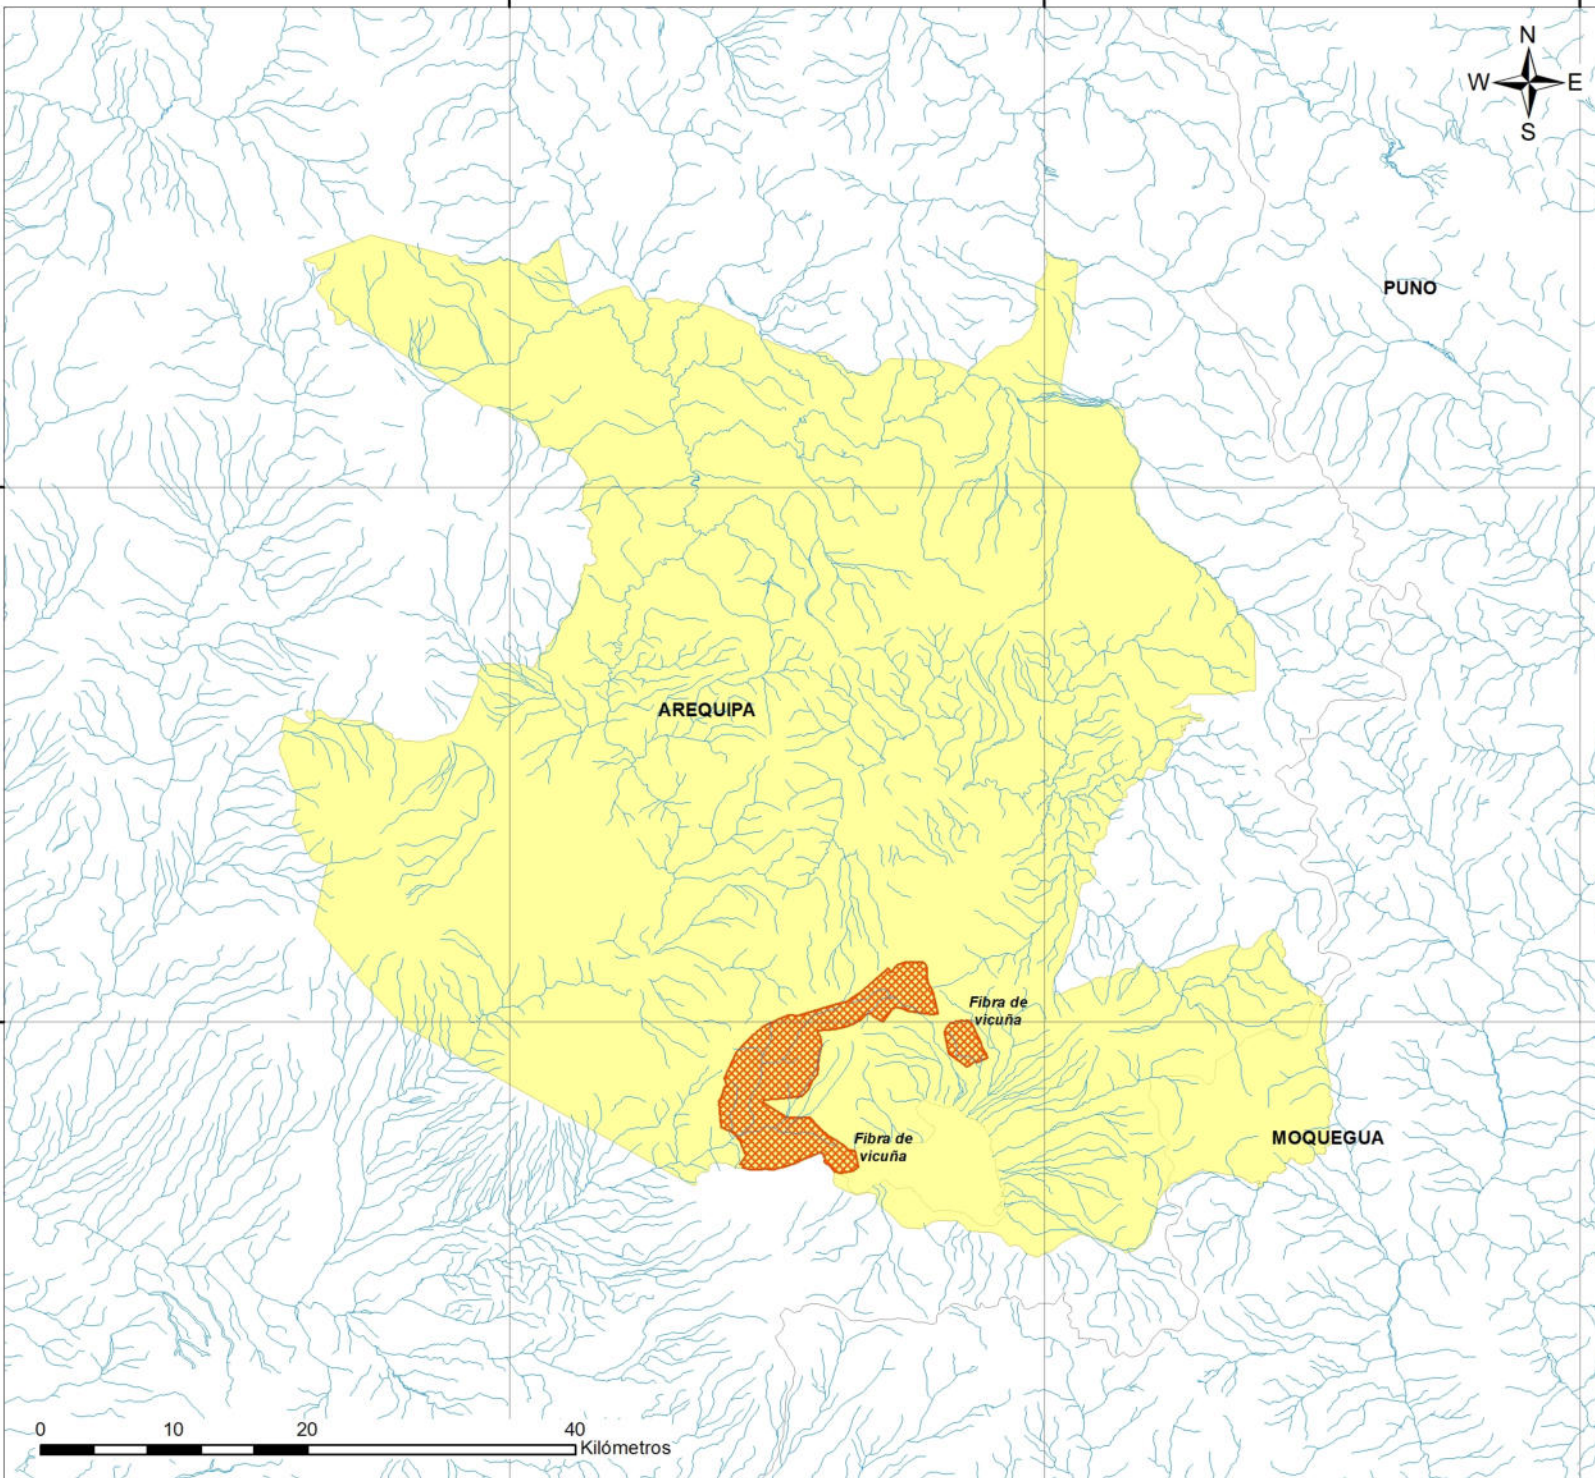 N
W E
S
PUNO
AREQUIPA
Fibra de
vicuña
MOQUEGUA
Fibra de
vicuña
0 10 20 40
Kilómetros